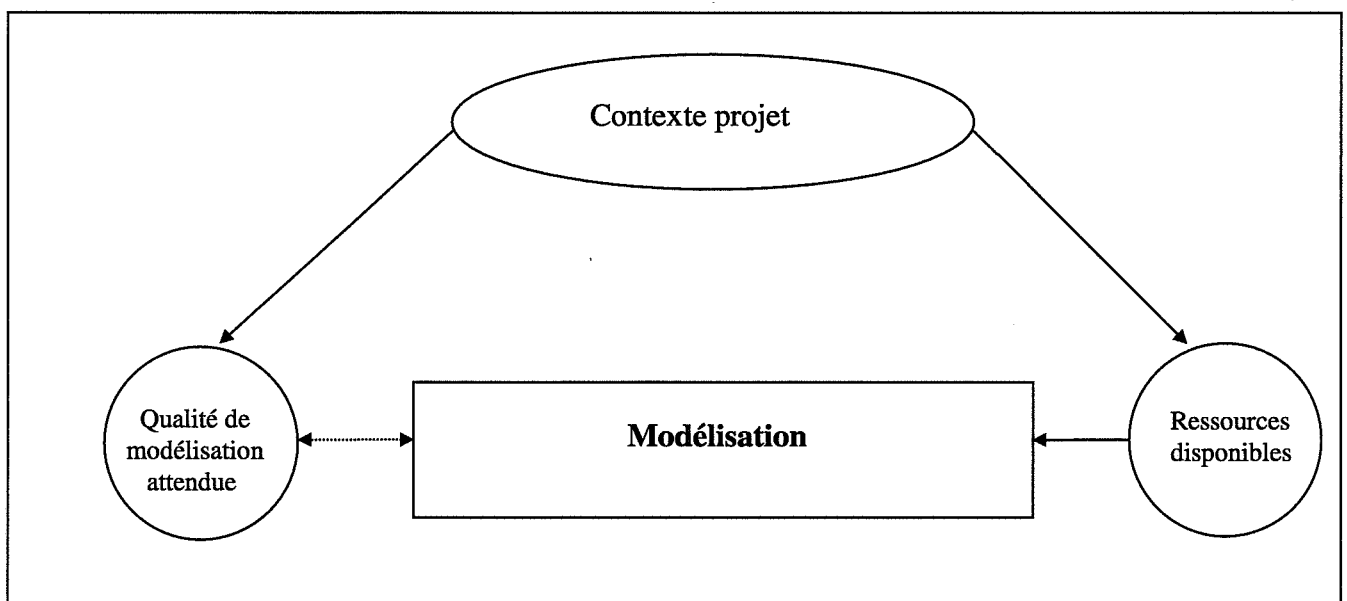 Contexte projet
Qualité de
modélisation
attendue
Modélisation
Ressources
disponibles